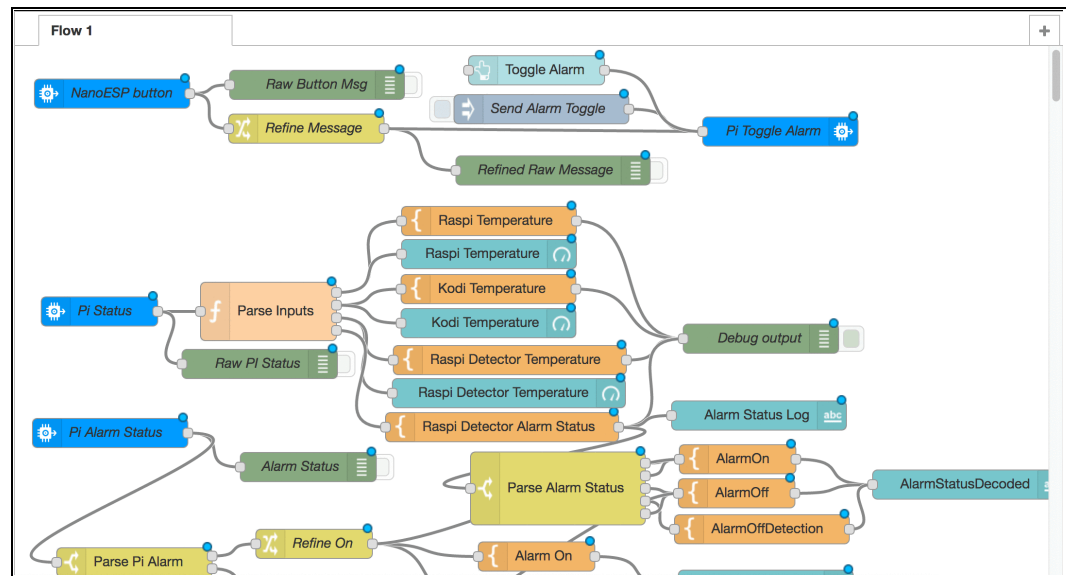 Flow 1
+
Toggle Alarm
Raw Button Msg
NanoESP button
Send Alarm Toggle
Refine Message
Pi Toggle Alarm
Refined Raw Message
Raspi Temperature
Raspi Temperature
Kodi Temperature
Pi Status
Parse Inputs
Kodi Temperature
Debug output
Raspi Detector Temperature
Raw PI Status
Raspi Detector Temperature
Alarm Status Log
abc
Raspi Detector Alarm Status
Pi Alarm Status
AlarmOn
Alarm Status
Parse Alarm Status
AlarmStatusDecoded
AlarmOff
AlarmOffDetection
Refine On
Alarm On
Parse Pi Alarm